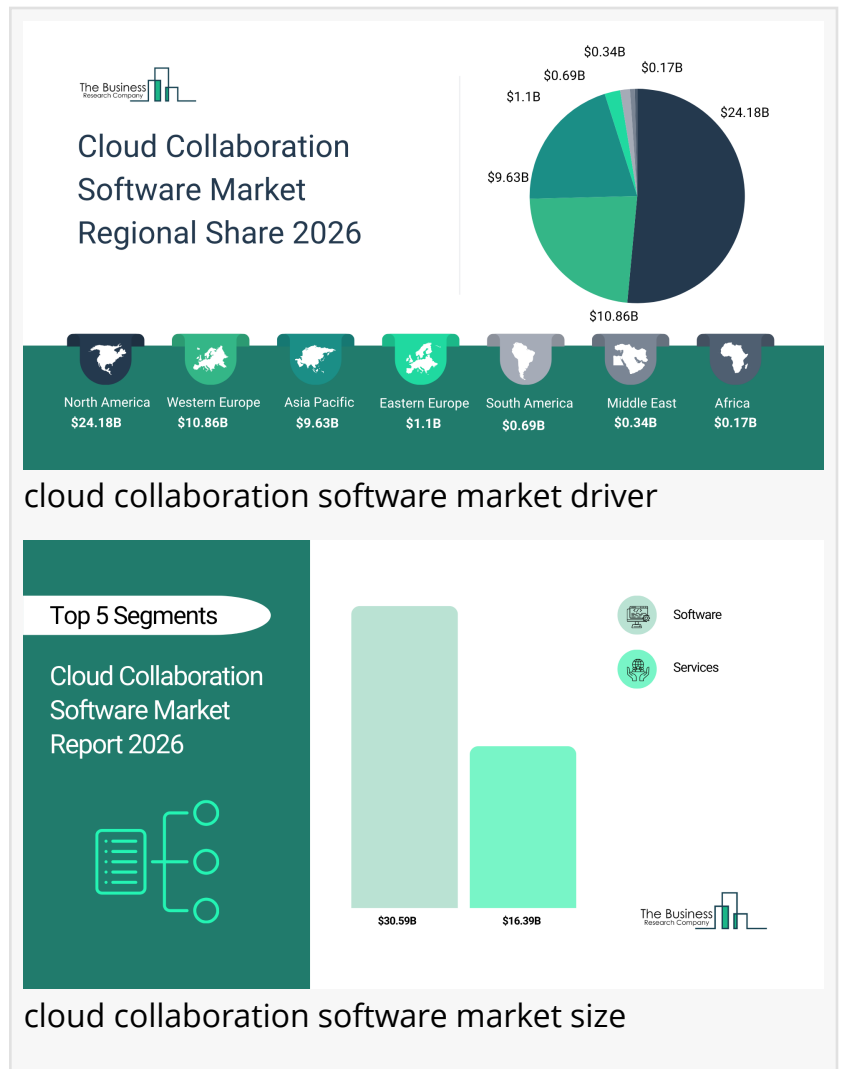 The Business
Research Company
Cloud Collaboration
Software Market
Regional Share 2026
$0.34B
$0.17B
$0.69B
$1.1B
$24.18B
$9.63B
$10.86B
North America Western Europe Asia Pacific Eastern Europe South America Middle East Africa
$24.18B $10.86B $9.63B $1.1B $0.69B $0.34B $0.17B
cloud collaboration software market driver
Top 5 Segments
Cloud Collaboration
Software Market
Report 2026
Software
Services
$30.59B $16.39B
The Business
Research Company
cloud collaboration software market size